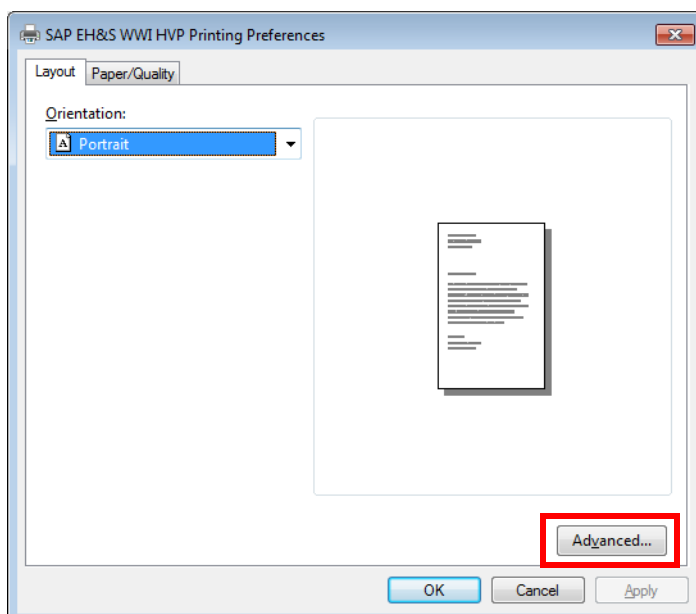 SAP EH&S WWI HVP Printing Preferences
Layout Paper/Quality
Orientation:
A Portrait
Advanced...
OK Cancel Apply